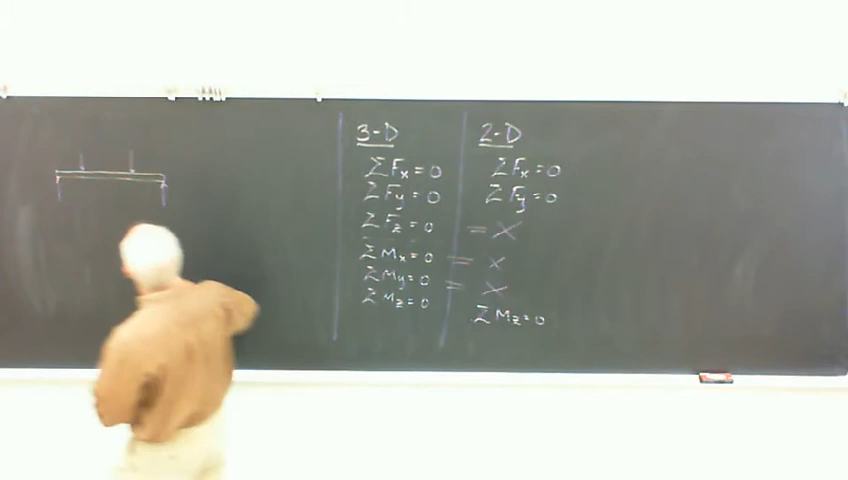 3-D 2-D
ΣFx=0 ΣFx=0
ΣFy=0 ΣFy=0
ΣFz=0 = X
ΣMx=0 = X
ΣMy=0 = X
ΣMz=0
ΣMz=0